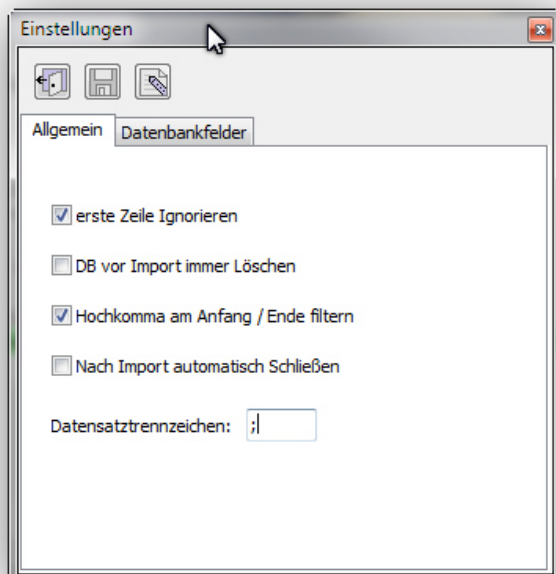 Einstellungen
Allgemein Datenbankfelder
erste Zeile Ignorieren
DB vor Import immer Löschen
Hochkomma am Anfang / Ende filtern
Nach Import automatisch Schließen
Datensatztrennzeichen: ;